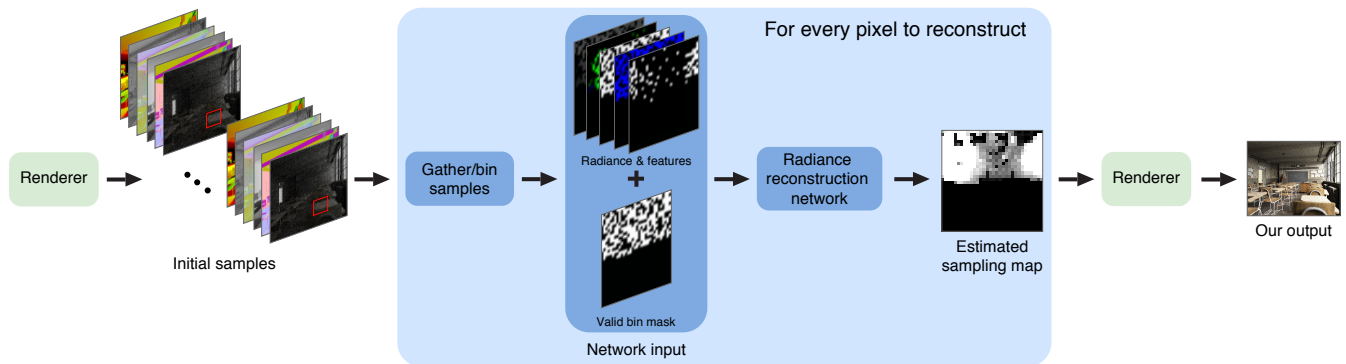 For every pixel to reconstruct
Renderer
Initial samples
Gather/bin
samples
Radiance & features
+
Valid bin mask
Network input
Radiance
reconstruction
network
Estimated
sampling map
Renderer
Our output